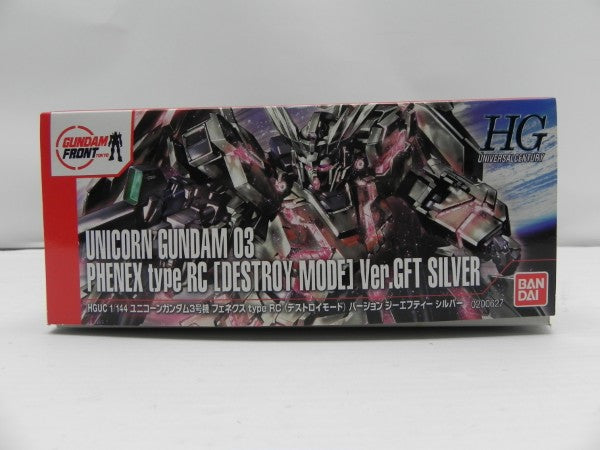 GUNDAM
FRONT TOKYO
HG
UNIVERSAL CENTURY
UNICORN GUNDAM 03
PHENEX type RC [DESTROY MODE] Ver.GFT SILVER
HGUC 1/144 ユニコーンガンダム3号機 フェネクス type RC (デストロイモード) バージョン ジーエフティー シルバー 0200627
BAN
DAI